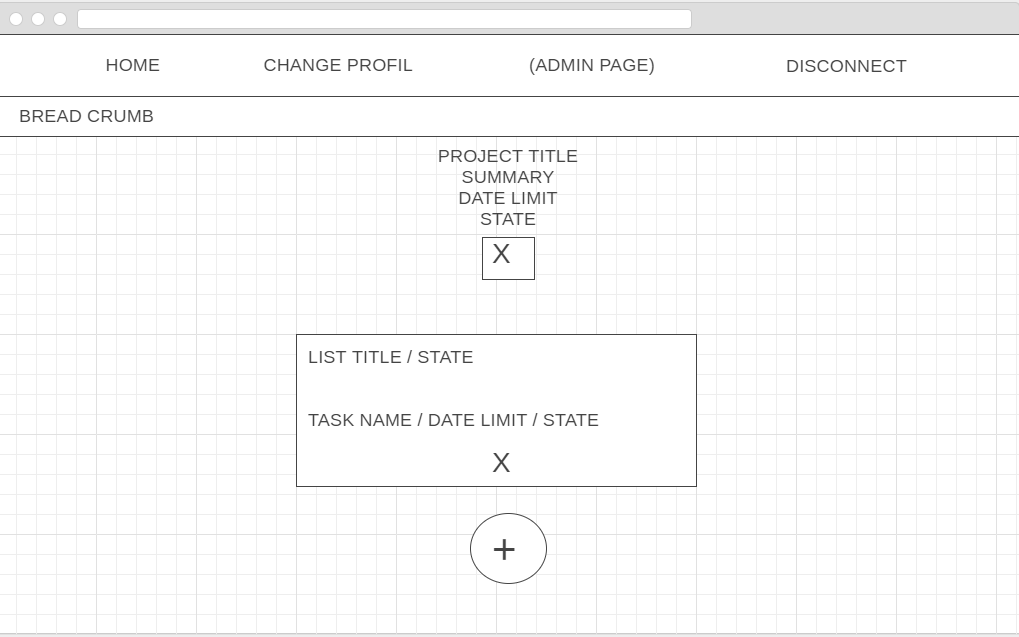 HOME CHANGE PROFIL (ADMIN PAGE) DISCONNECT
BREAD CRUMB
PROJECT TITLE
SUMMARY
DATE LIMIT
STATE
X
LIST TITLE / STATE
TASK NAME / DATE LIMIT / STATE
X
+